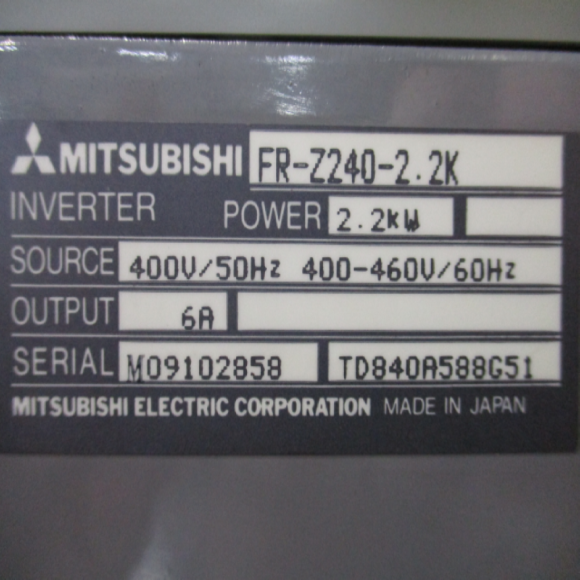 MITSUBISHI FR-Z240-2.2K
INVERTER POWER 2.2kW
SOURCE 400V/50Hz 400-460V/60Hz
OUTPUT 6A
SERIAL M09102858 TD840A588G51
MITSUBISHI ELECTRIC CORPORATION MADE IN JAPAN